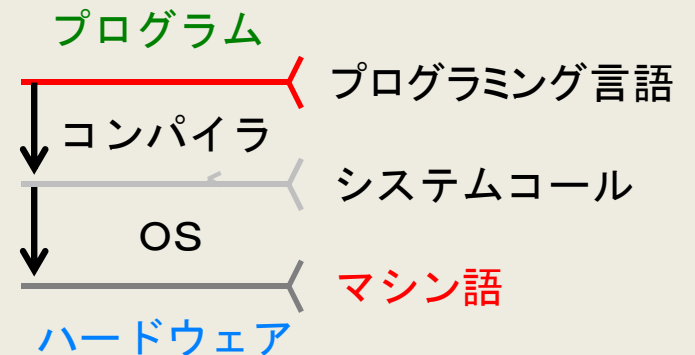 プログラム
プログラミング言語
コンパイラ
システムコール
OS
マシン語
ハードウェア